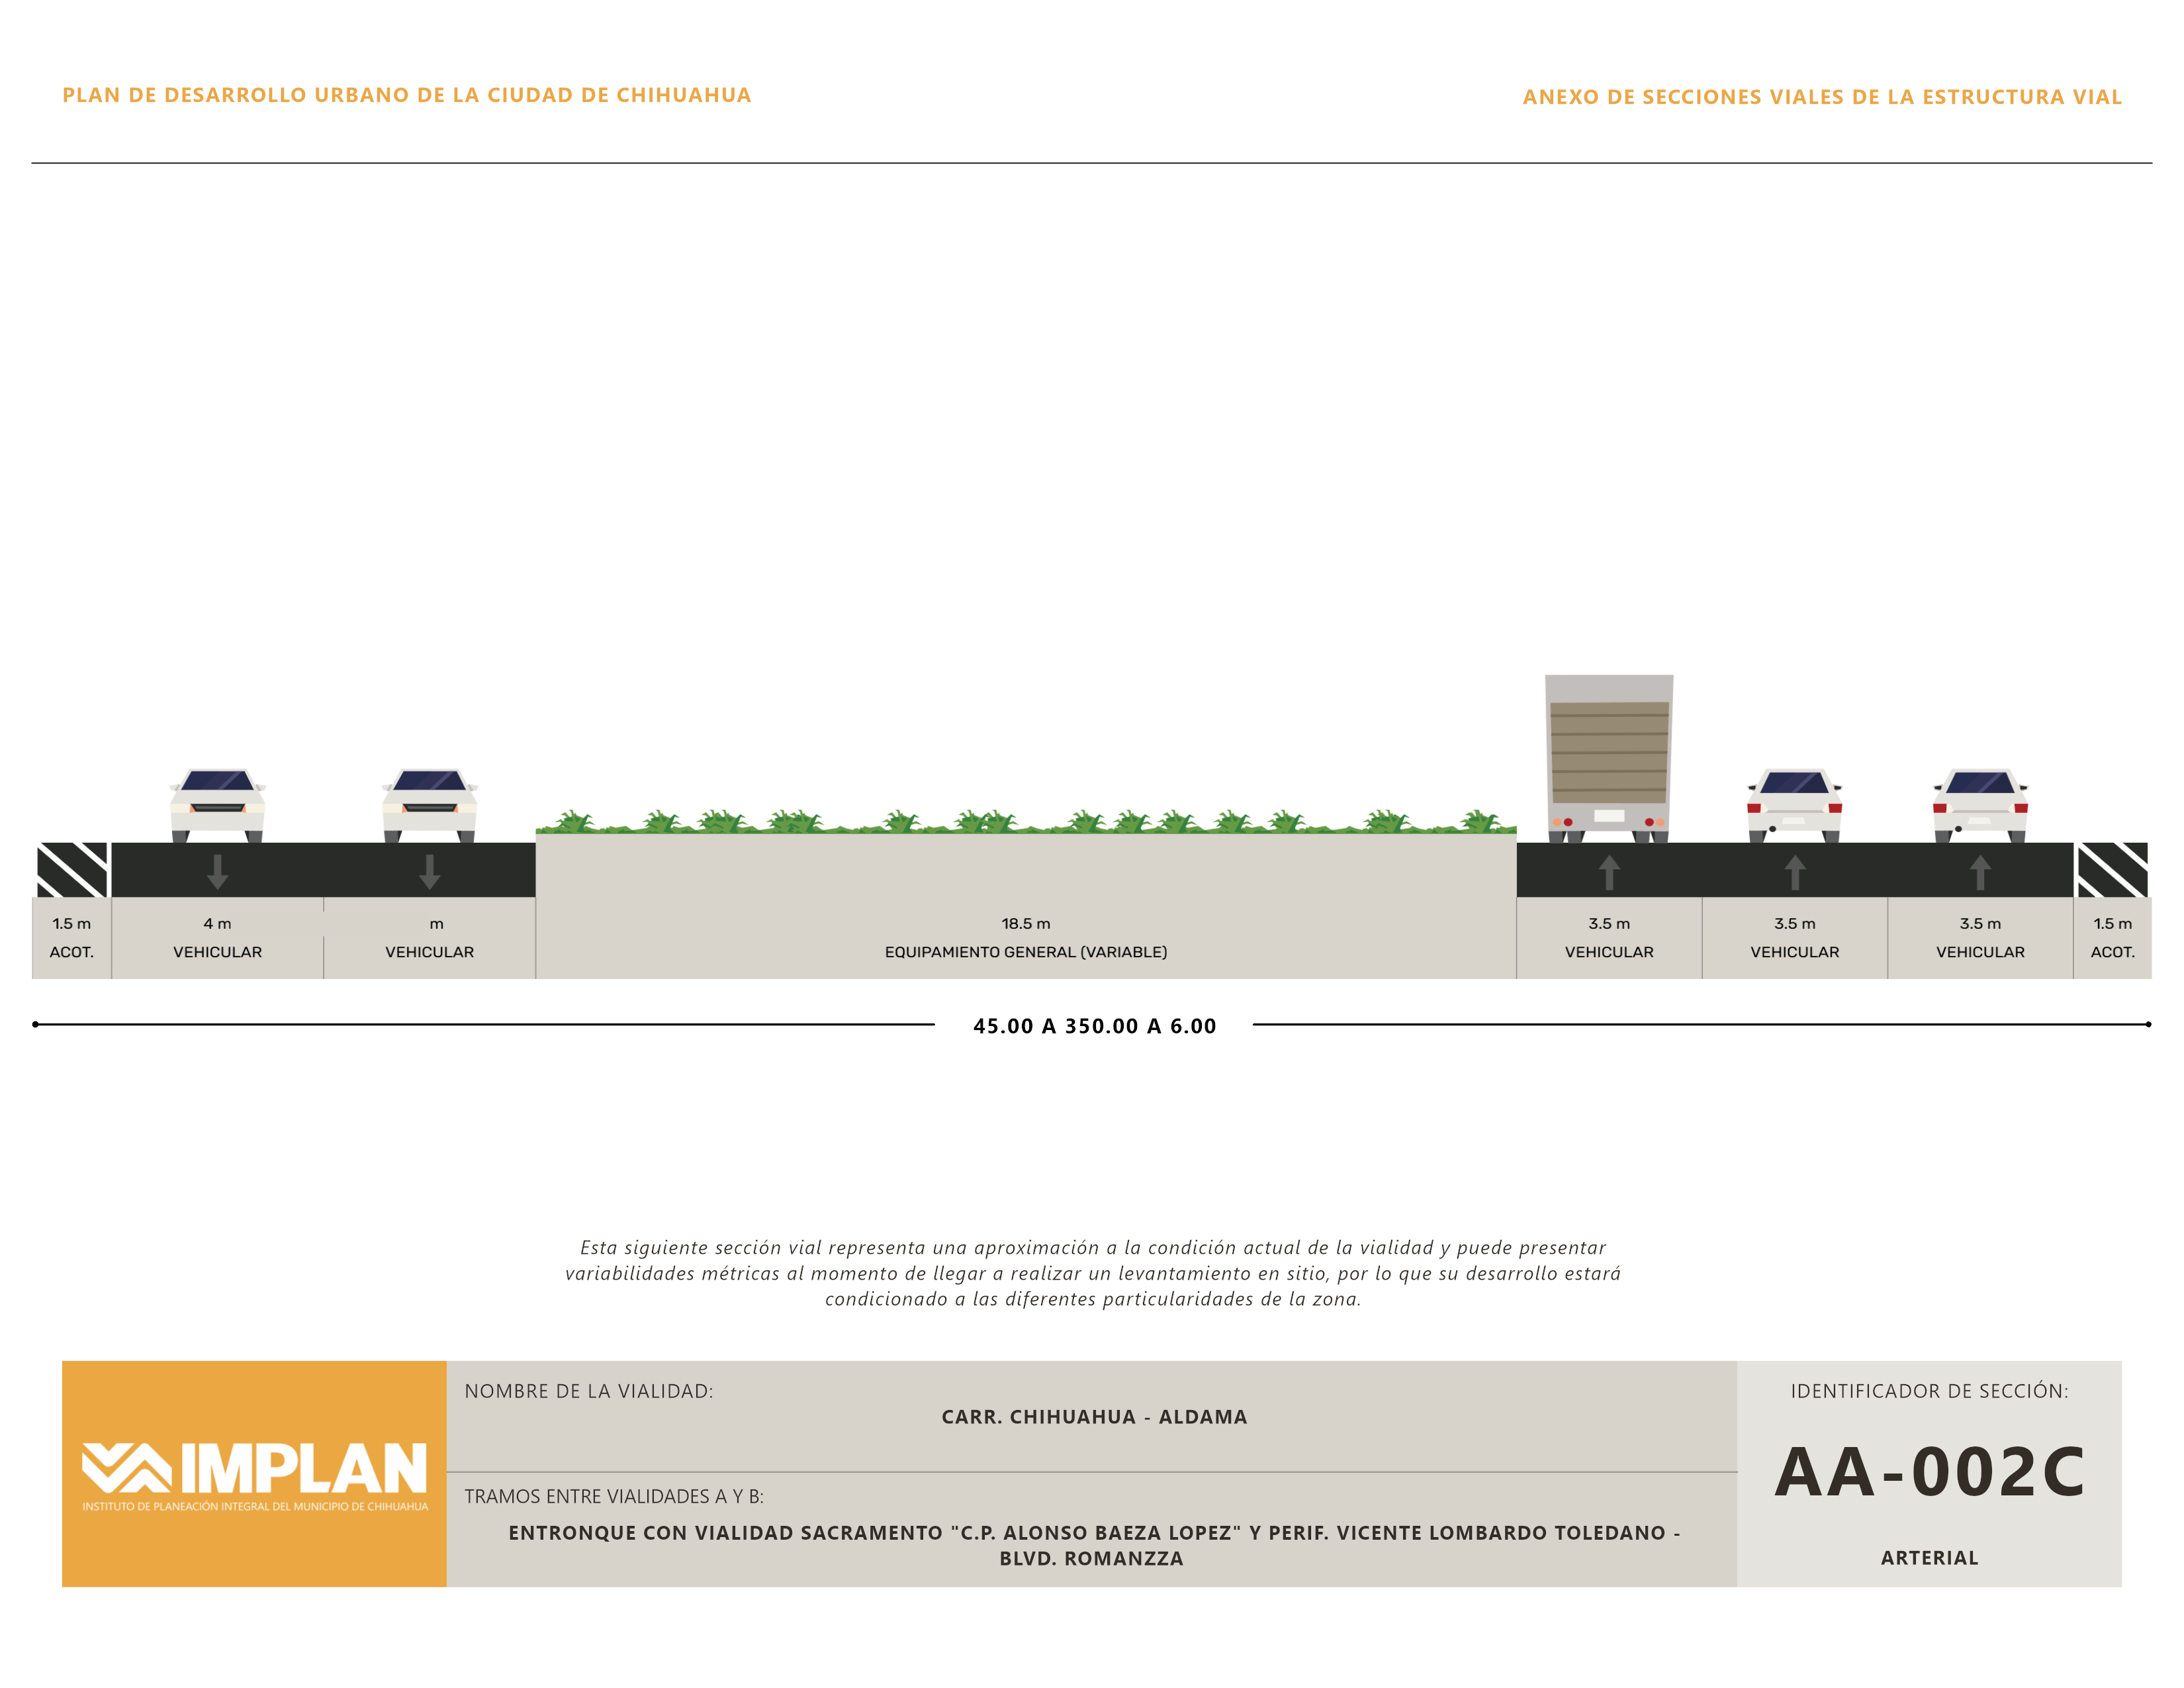 PLAN DE DESARROLLO URBANO DE LA CIUDAD DE CHIHUAHUA
ANEXO DE SECCIONES VIALES DE LA ESTRUCTURA VIAL
1.5 m
ACOT.
4 m
VEHICULAR
m
VEHICULAR
18.5 m
EQUIPAMIENTO GENERAL (VARIABLE)
3.5 m
VEHICULAR
3.5 m
VEHICULAR
3.5 m
VEHICULAR
1.5 m
ACOT.
45.00 A 350.00 A 6.00
Esta siguiente sección vial representa una aproximación a la condición actual de la vialidad y puede presentar
variabilidades métricas al momento de llegar a realizar un levantamiento en sitio, por lo que su desarrollo estará
condicionado a las diferentes particularidades de la zona.
IMPLAN
INSTITUTO DE PLANEACIÓN INTEGRAL DEL MUNICIPIO DE CHIHUAHUA
NOMBRE DE LA VIALIDAD:
CARR. CHIHUAHUA - ALDAMA
TRAMOS ENTRE VIALIDADES A Y B:
ENTRONQUE CON VIALIDAD SACRAMENTO "C.P. ALONSO BAEZA LOPEZ" Y PERIF. VICENTE LOMBARDO TOLEDANO -
BLVD. ROMANZZA
IDENTIFICADOR DE SECCIÓN:
AA-002C
ARTERIAL